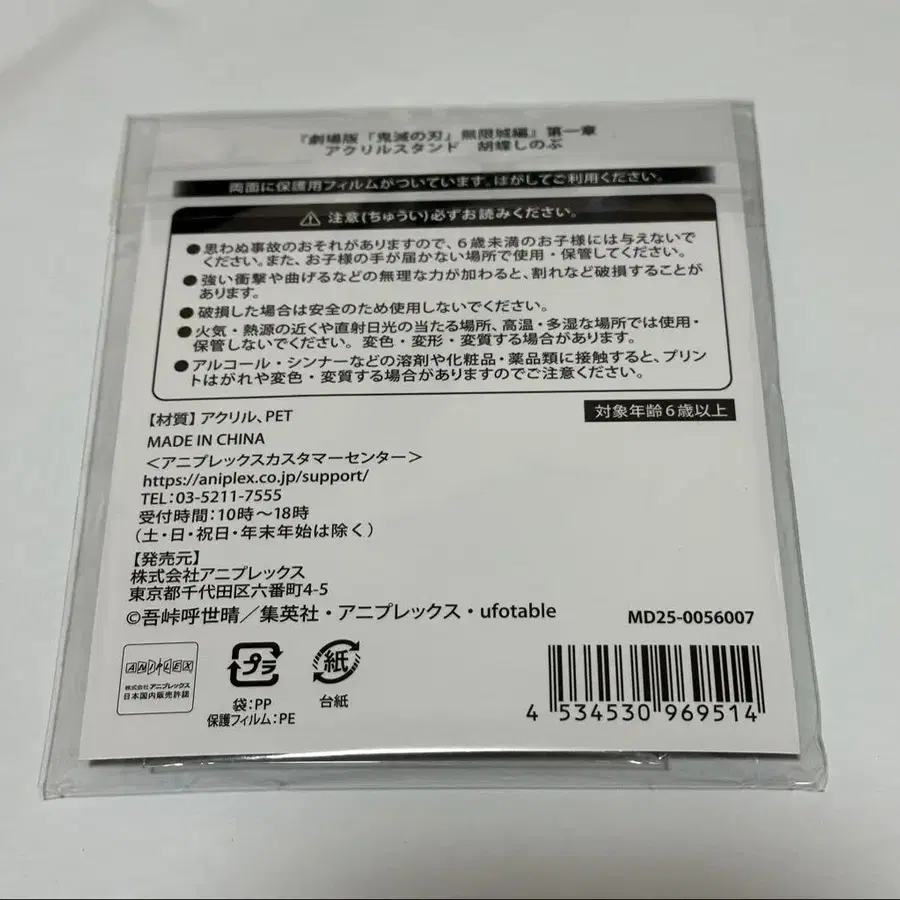 『劇場版「鬼滅の刃」無限城編』第一章
アクリルスタンド　胡蝶しのぶ
両面に保護用フィルムがついています。はがしてご利用ください。
注意(ちゅうい)必ずお読みください。
●思わぬ事故のおそれがありますので、6歳未満のお子様には与えないで
ください。また、お子様の手が届かない場所で使用・保管してください。
●強い衝撃や曲げるなどの無理な力が加わると、割れなど破損することが
あります。
●破損した場合は安全のため使用しないでください。
●火気・熱源の近くや直射日光の当たる場所、高温・多湿な場所では使用・
保管しないでください。変色・変形・変質する場合があります。
●アルコール・シンナーなどの溶剤や化粧品・薬品類に接触すると、プリン
トはがれや変色・変質する場合がありますのでご注意ください。
対象年齢6歳以上
【材質】アクリル、PET
MADE IN CHINA
＜アニプレックスカスタマーセンター＞
https://aniplex.co.jp/support/
TEL:03-5211-7555
受付時間:10時～18時
(土・日・祝日・年末年始は除く)
【発売元】
株式会社アニプレックス
東京都千代田区六番町4-5
©吾峠呼世晴／集英社・アニプレックス・ufotable
MD25-0056007
ANIPLEX
株式会社アニプレックス
日本国内販売許諾
プラ
袋:PP
保護フィルム:PE
紙
台紙
4 534530 969514